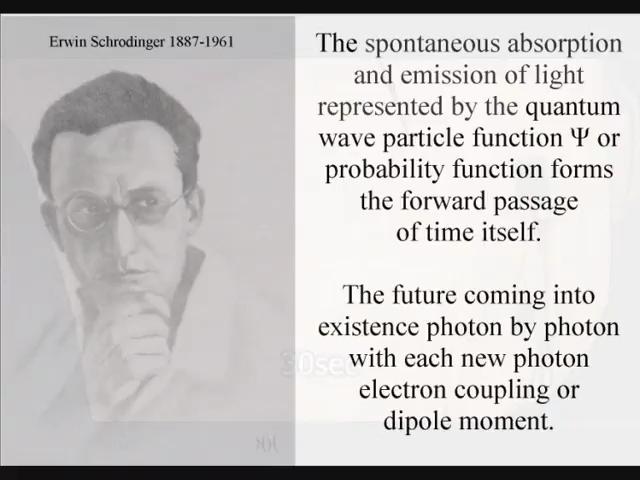 Erwin Schrodinger 1887-1961
The spontaneous absorption
and emission of light
represented by the quantum
wave particle function Ψ or
probability function forms
the forward passage
of time itself.
The future coming into
existence photon by photon
with each new photon
electron coupling or
dipole moment.
30sec